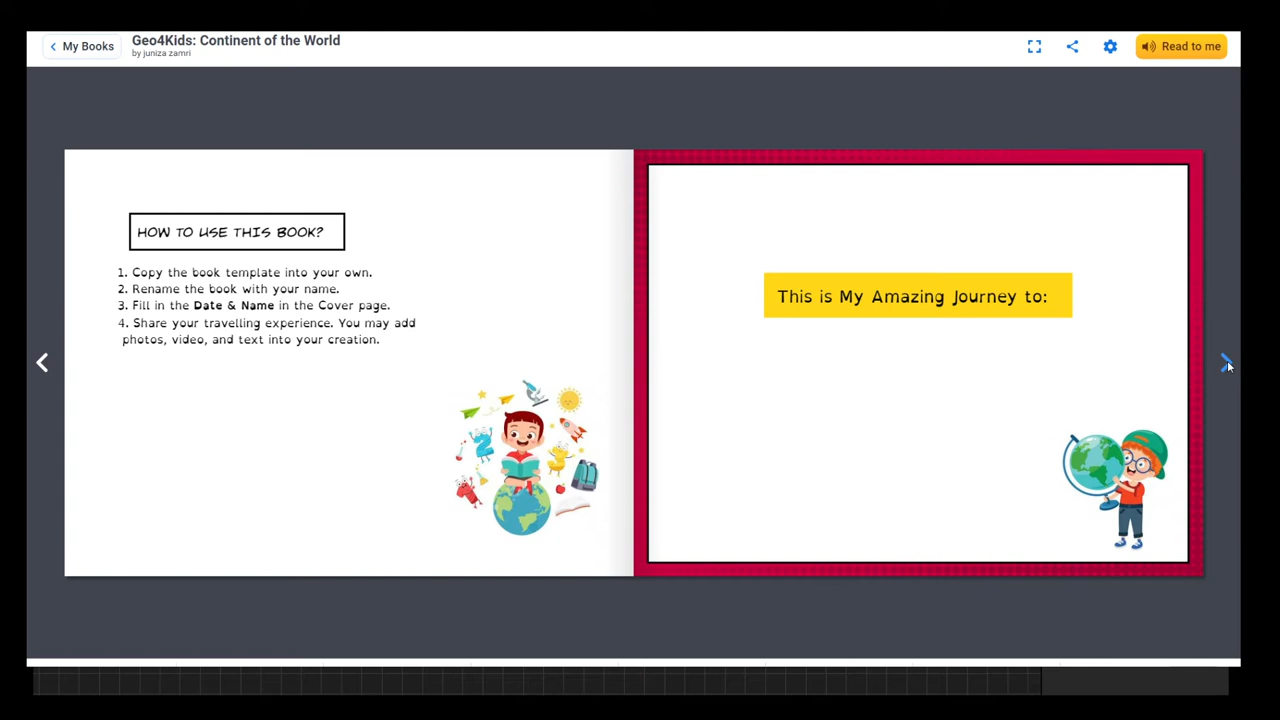 My Books
Geo4Kids: Continent of the World
by juniza zamri
Read to me
HOW TO USE THIS BOOK?
1. Copy the book template into your own.
2. Rename the book with your name.
3. Fill in the Date & Name in the Cover page.
4. Share your travelling experience. You may add
photos, video, and text into your creation.
This is My Amazing Journey to: